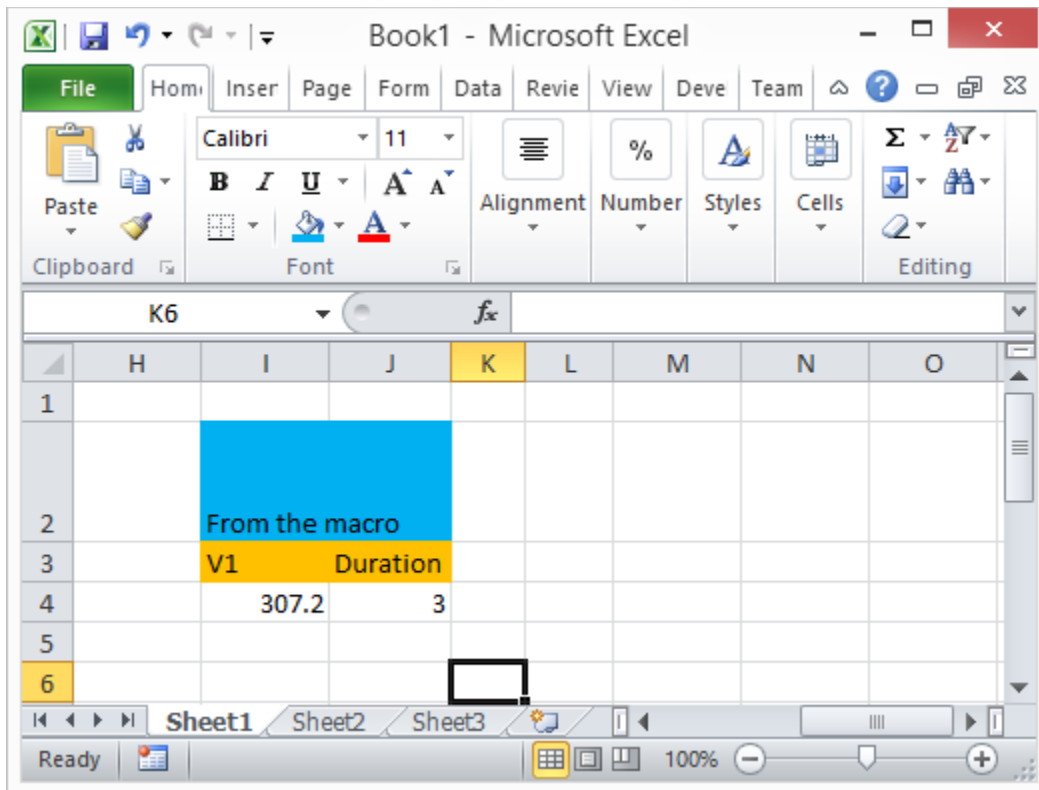 Book1 - Microsoft Excel
File Hom Inser Page Form Data Revie View Deve Team
Calibri 11
B I U A A
Paste Alignment Number Styles Cells
Clipboard Font Editing
K6 fx
H I J K L M N O
1
2 From the macro
3 V1 Duration
4 307.2 3
5
6
Sheet1 Sheet2 Sheet3
Ready 100%